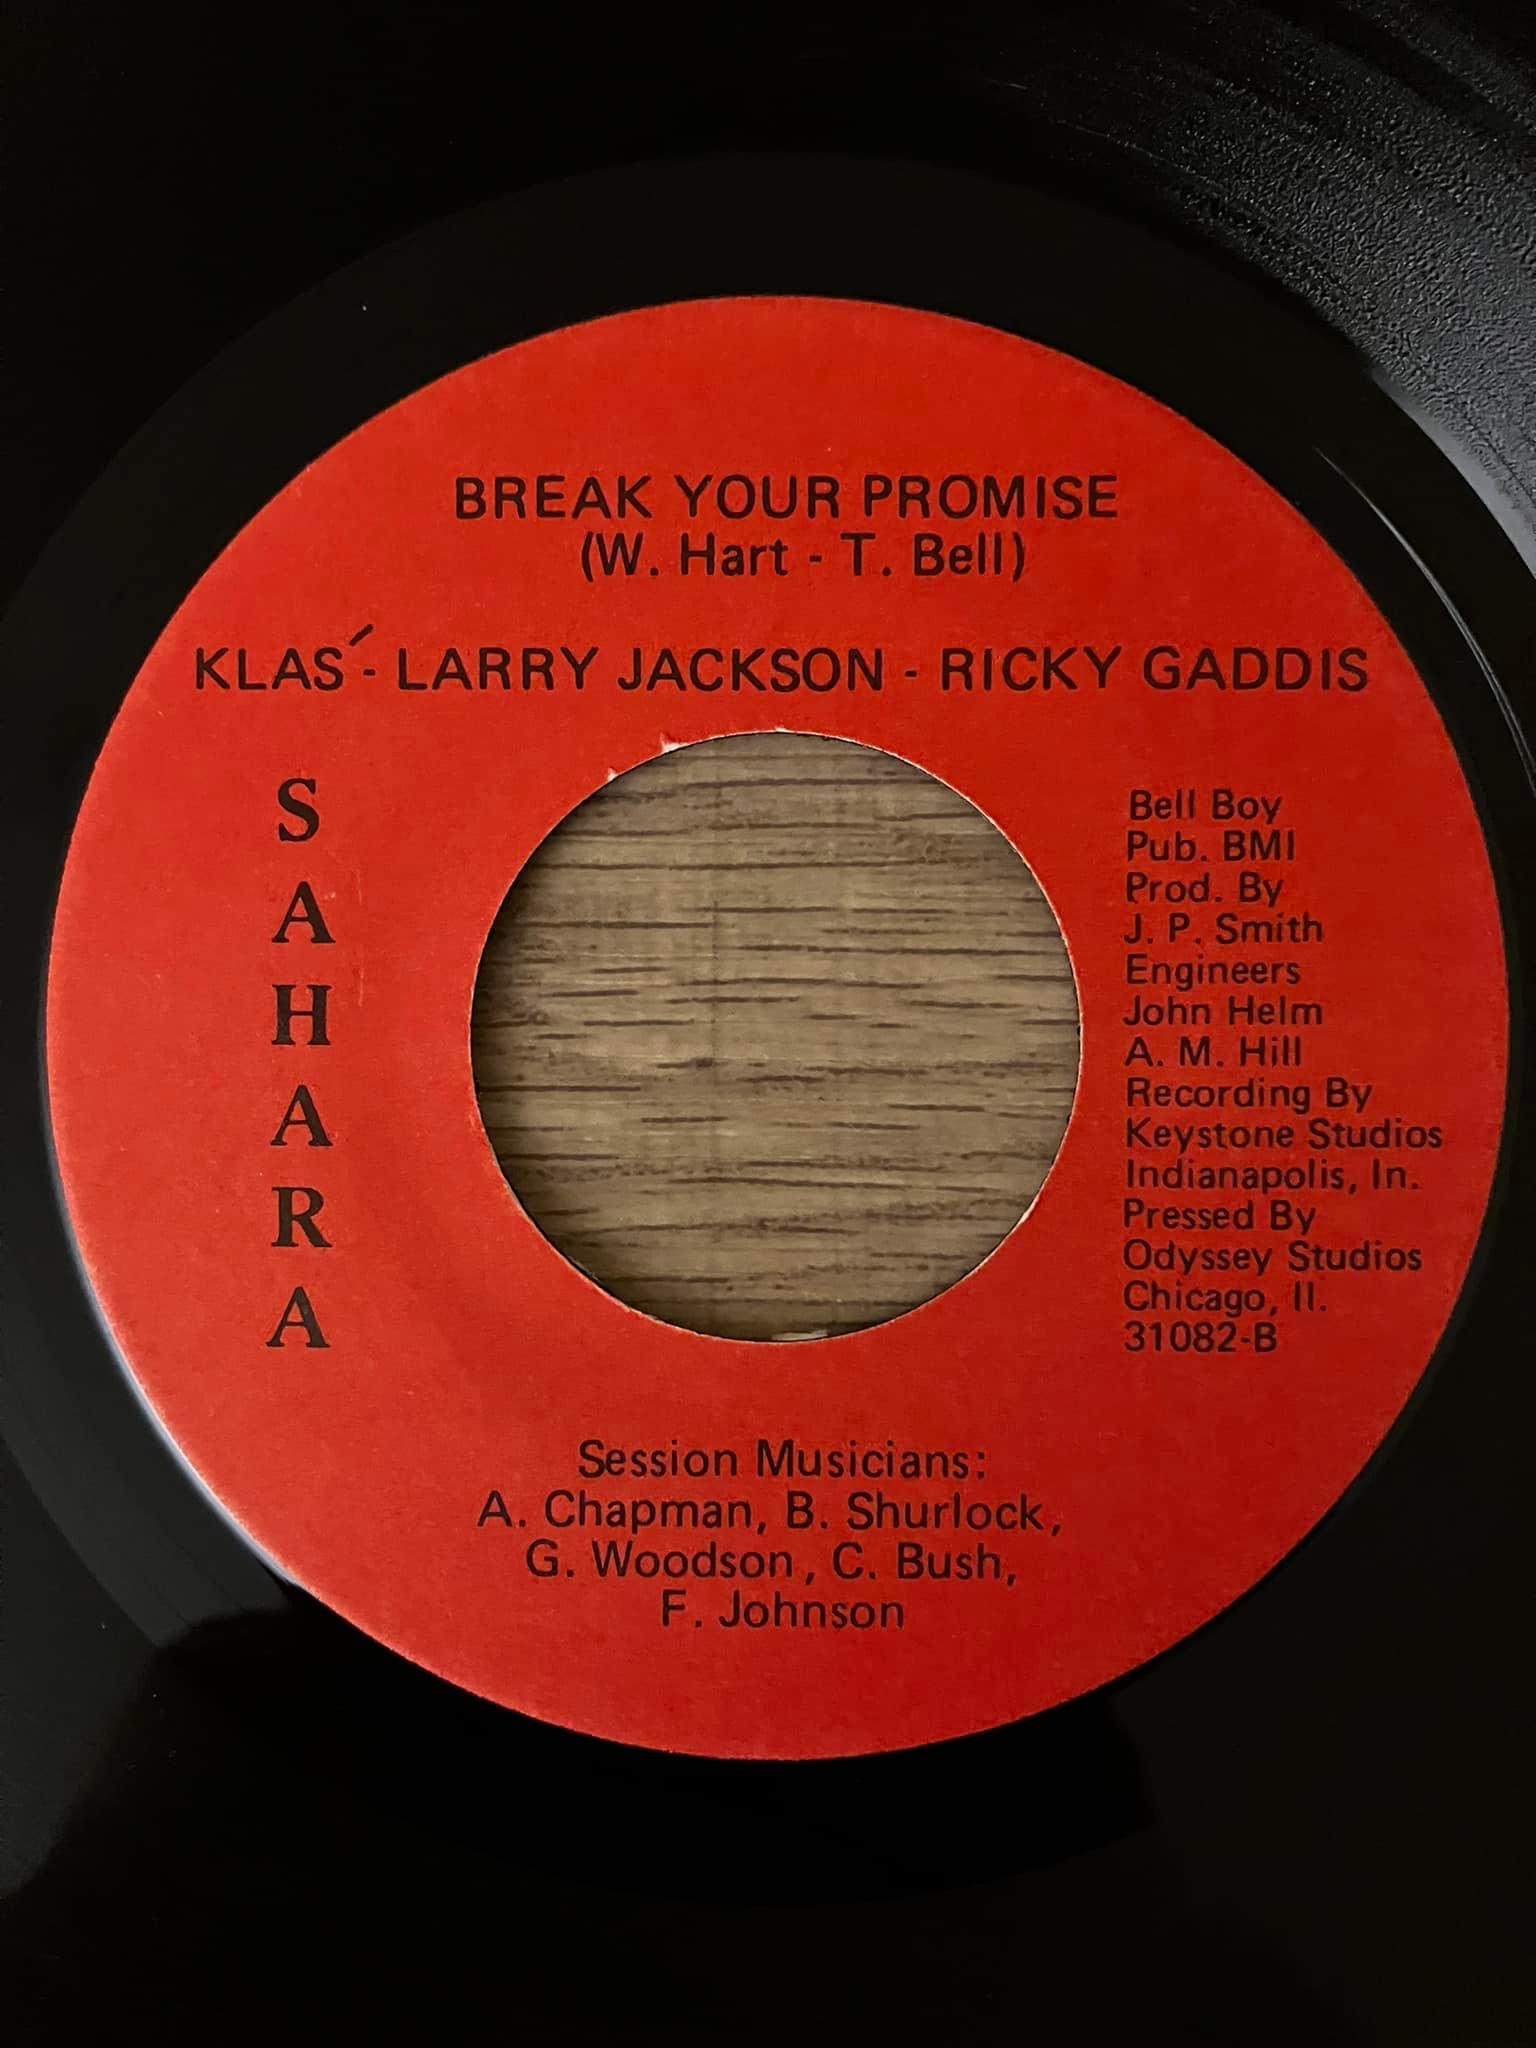 BREAK YOUR PROMISE
(W. Hart - T. Bell)
KLAS´- LARRY JACKSON - RICKY GADDIS
SAHARA
Bell Boy
Pub. BMI
Prod. By
J. P. Smith
Engineers
John Helm
A. M. Hill
Recording By
Keystone Studios
Indianapolis, In.
Pressed By
Odyssey Studios
Chicago, Il.
31082-B
Session Musicians:
A. Chapman, B. Shurlock,
G. Woodson, C. Bush,
F. Johnson